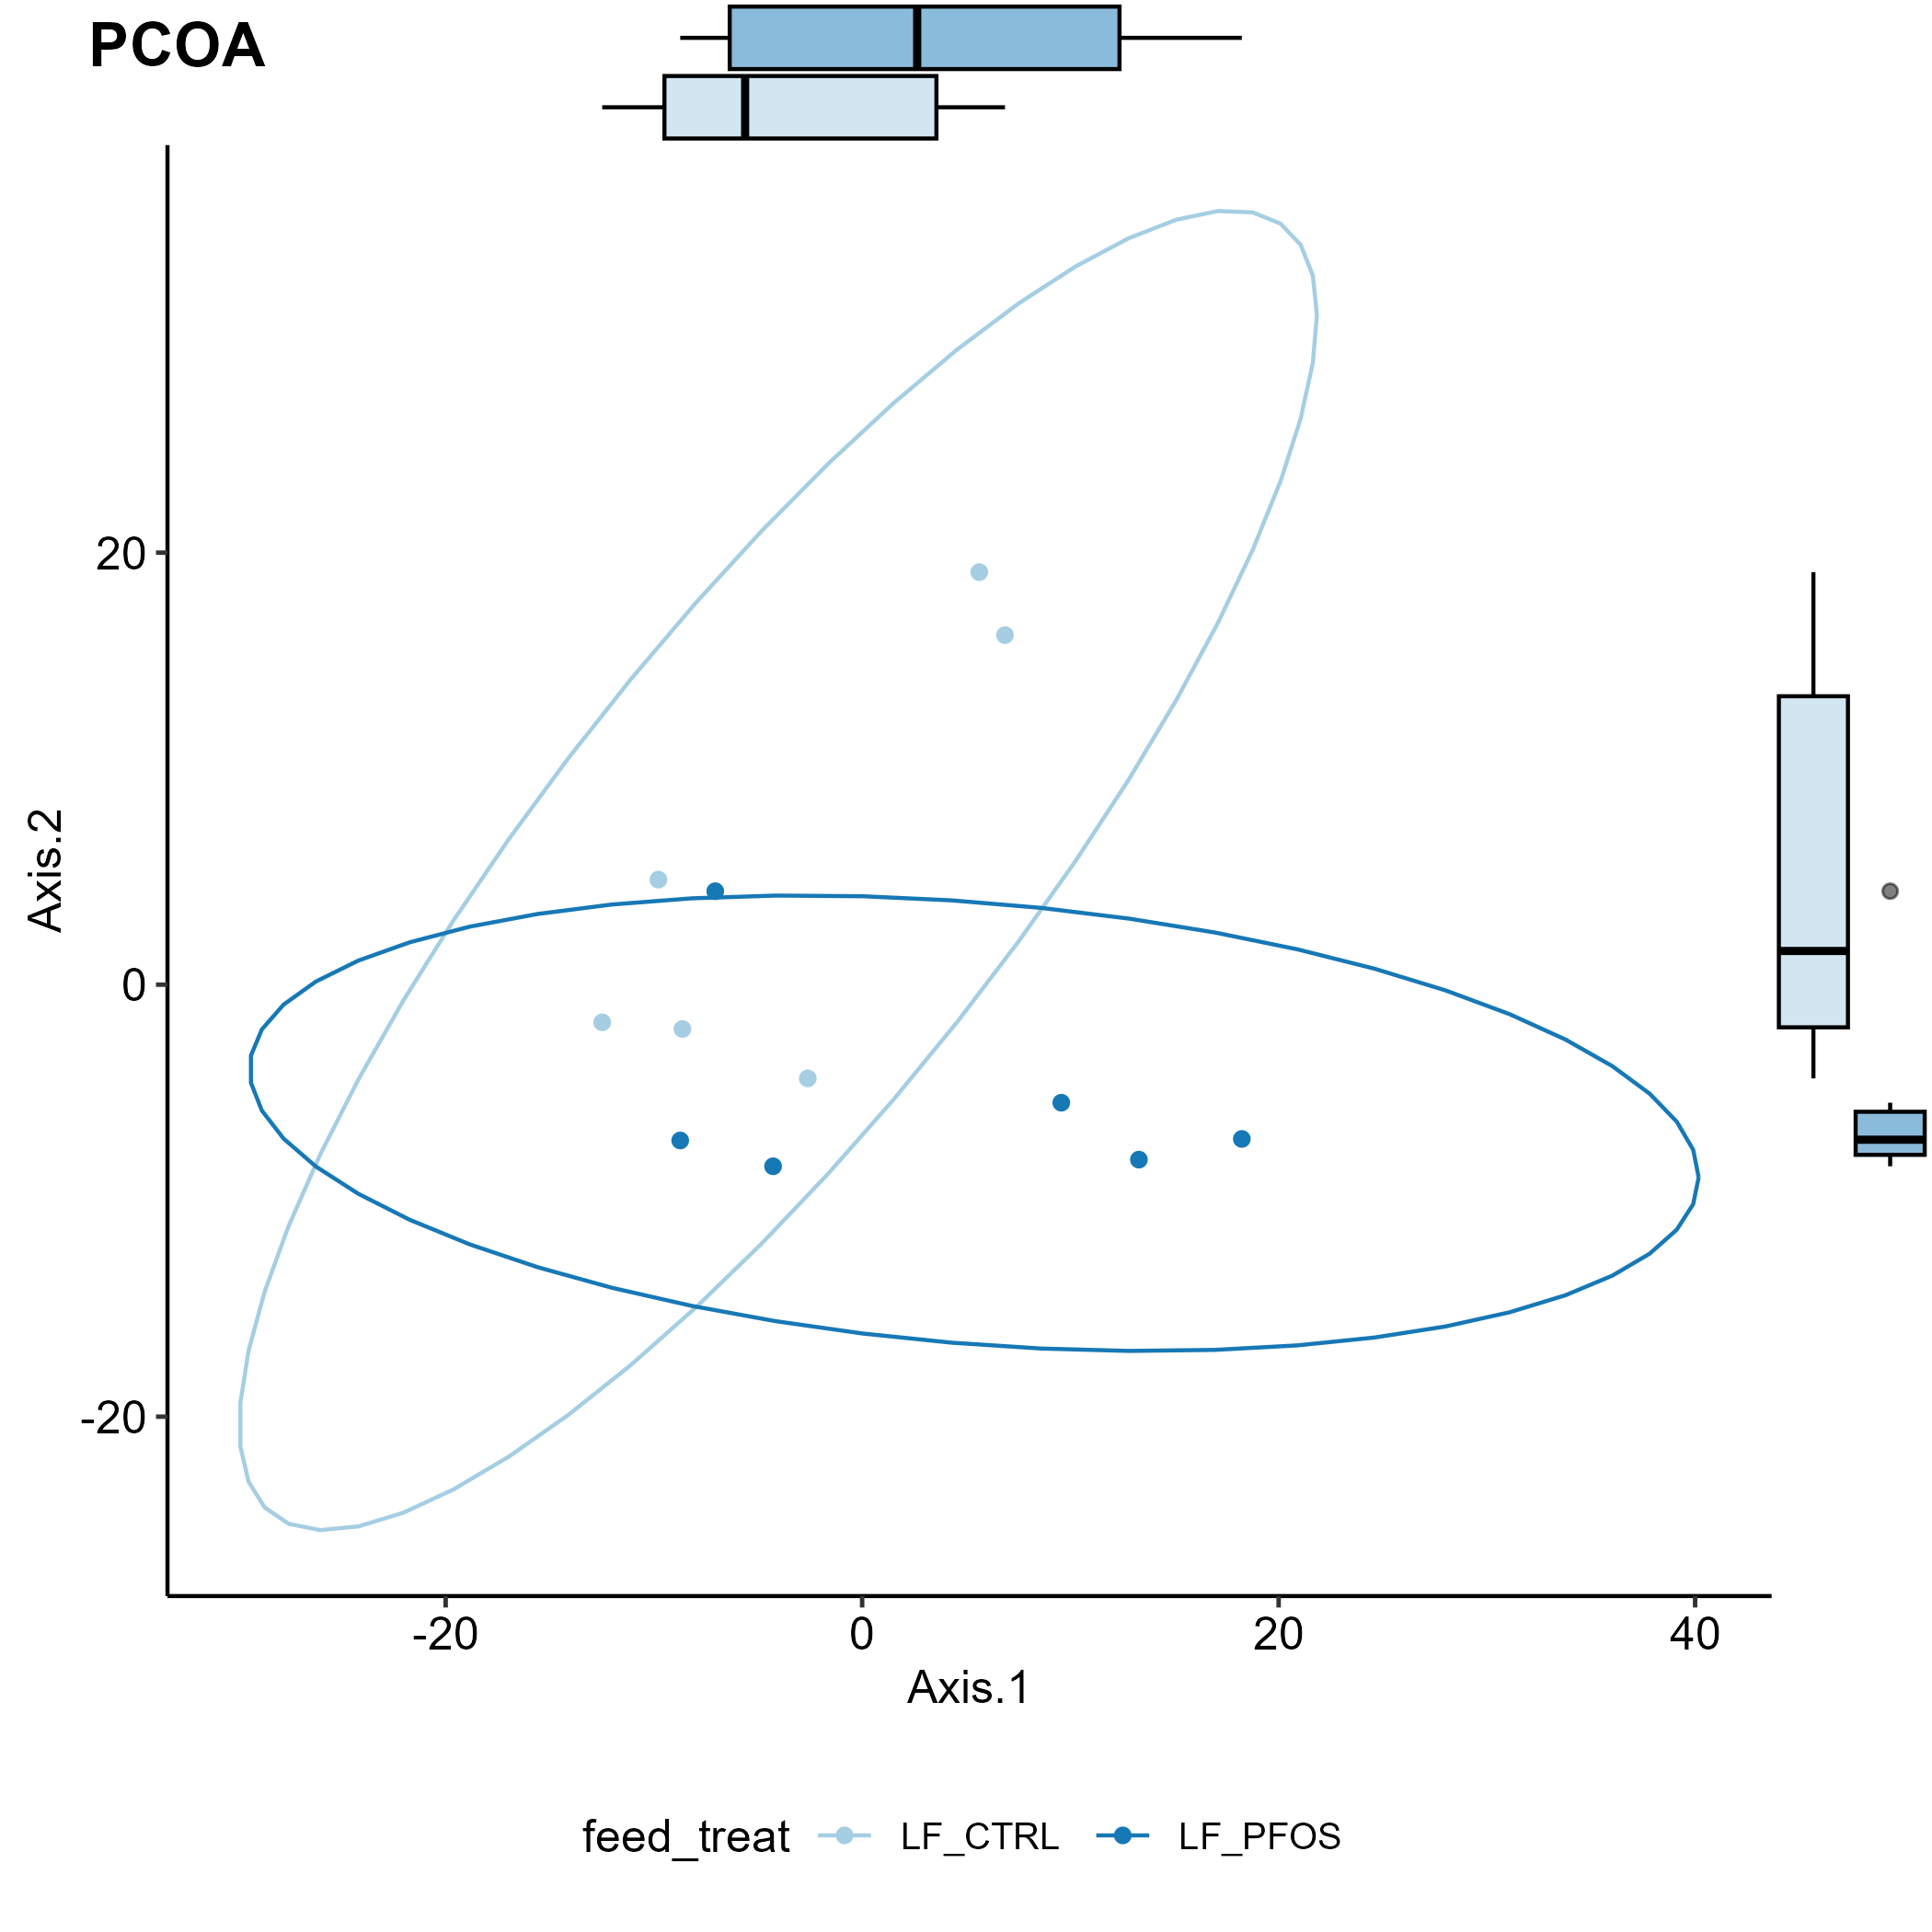 PCOA
20
0
-20
Axis.2
-20 0 20 40
Axis.1
feed_treat LF_CTRL LF_PFOS